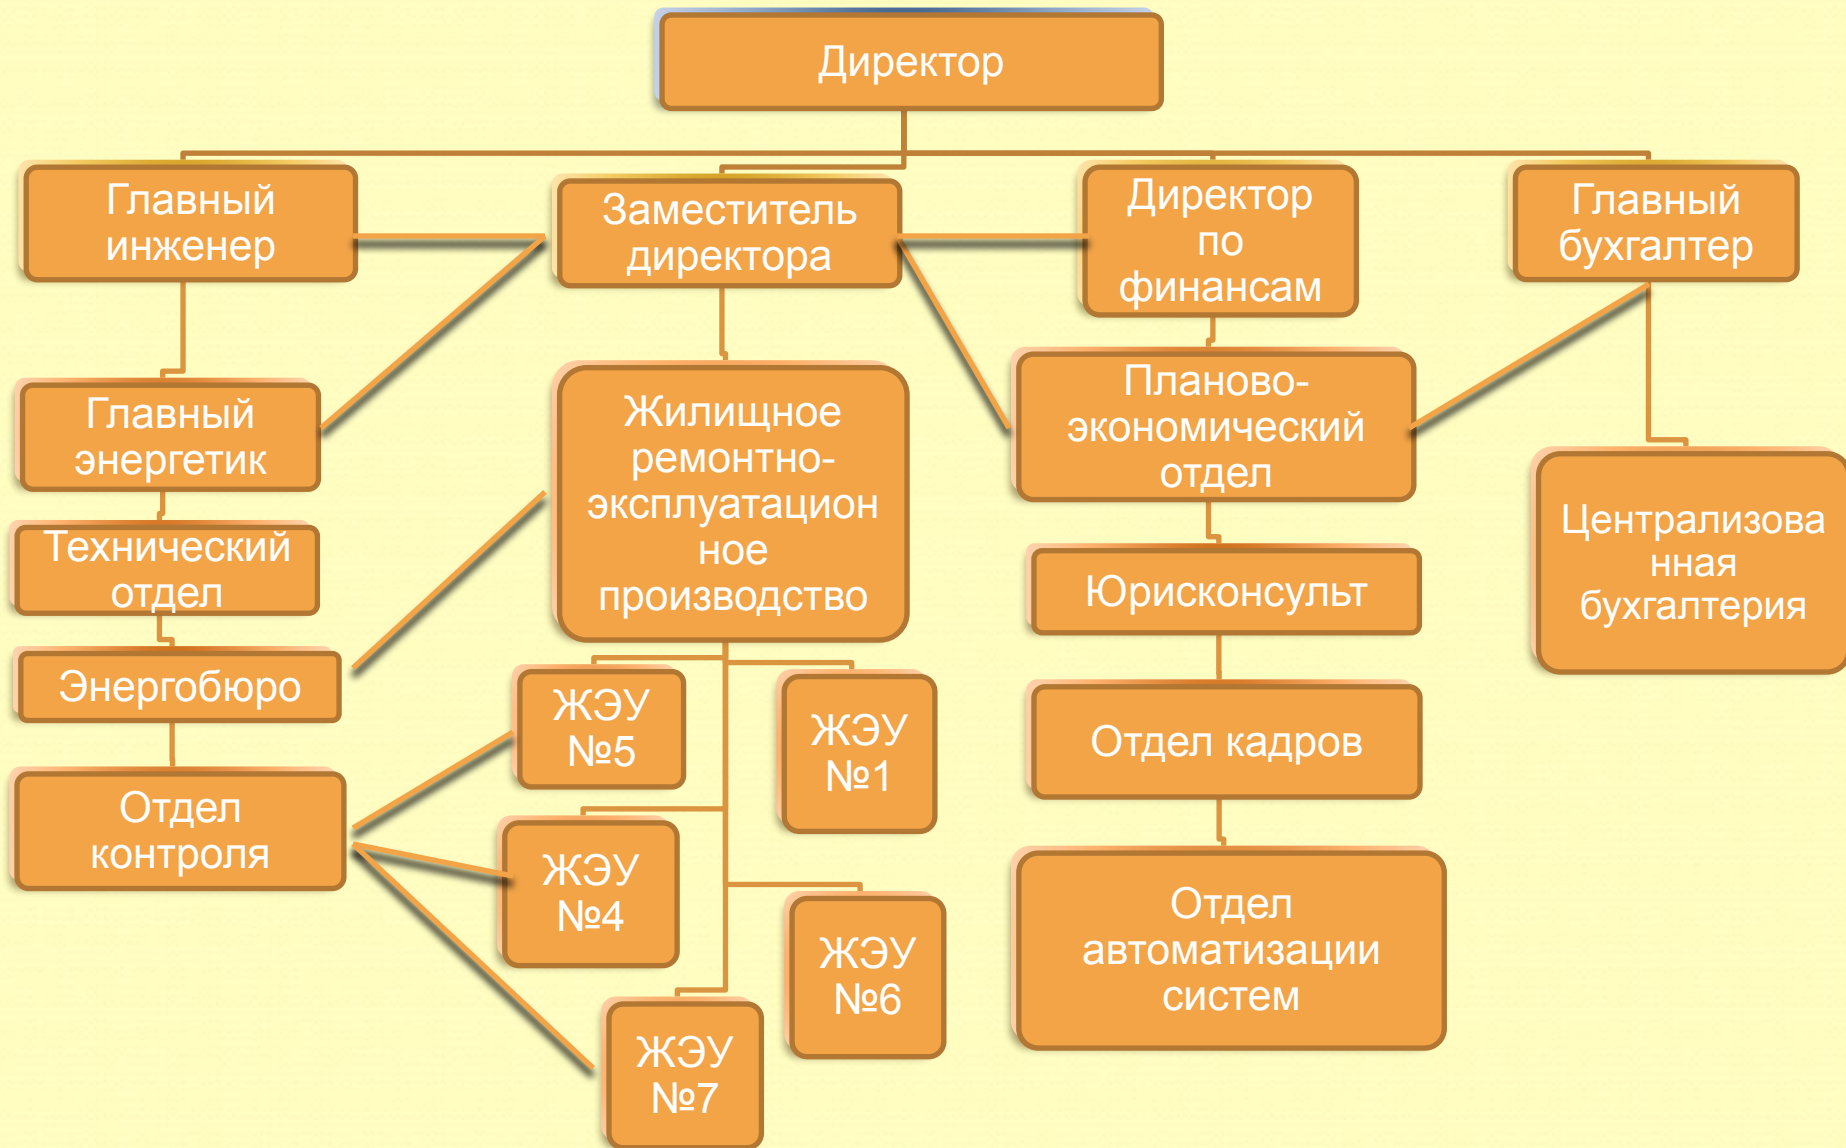 Директор
Главный
инженер
Заместитель
директора
Директор
по
финансам
Главный
бухгалтер
Главный
энергетик
Жилищное
ремонтно-
эксплуатацион
ное
производство
Планово-
экономический
отдел
Централизова
нная
бухгалтерия
Технический
отдел
Юрисконсульт
Энергобюро
ЖЭУ
№5
ЖЭУ
№1
Отдел кадров
Отдел
контроля
ЖЭУ
№4
ЖЭУ
№6
Отдел
автоматизации
систем
ЖЭУ
№7